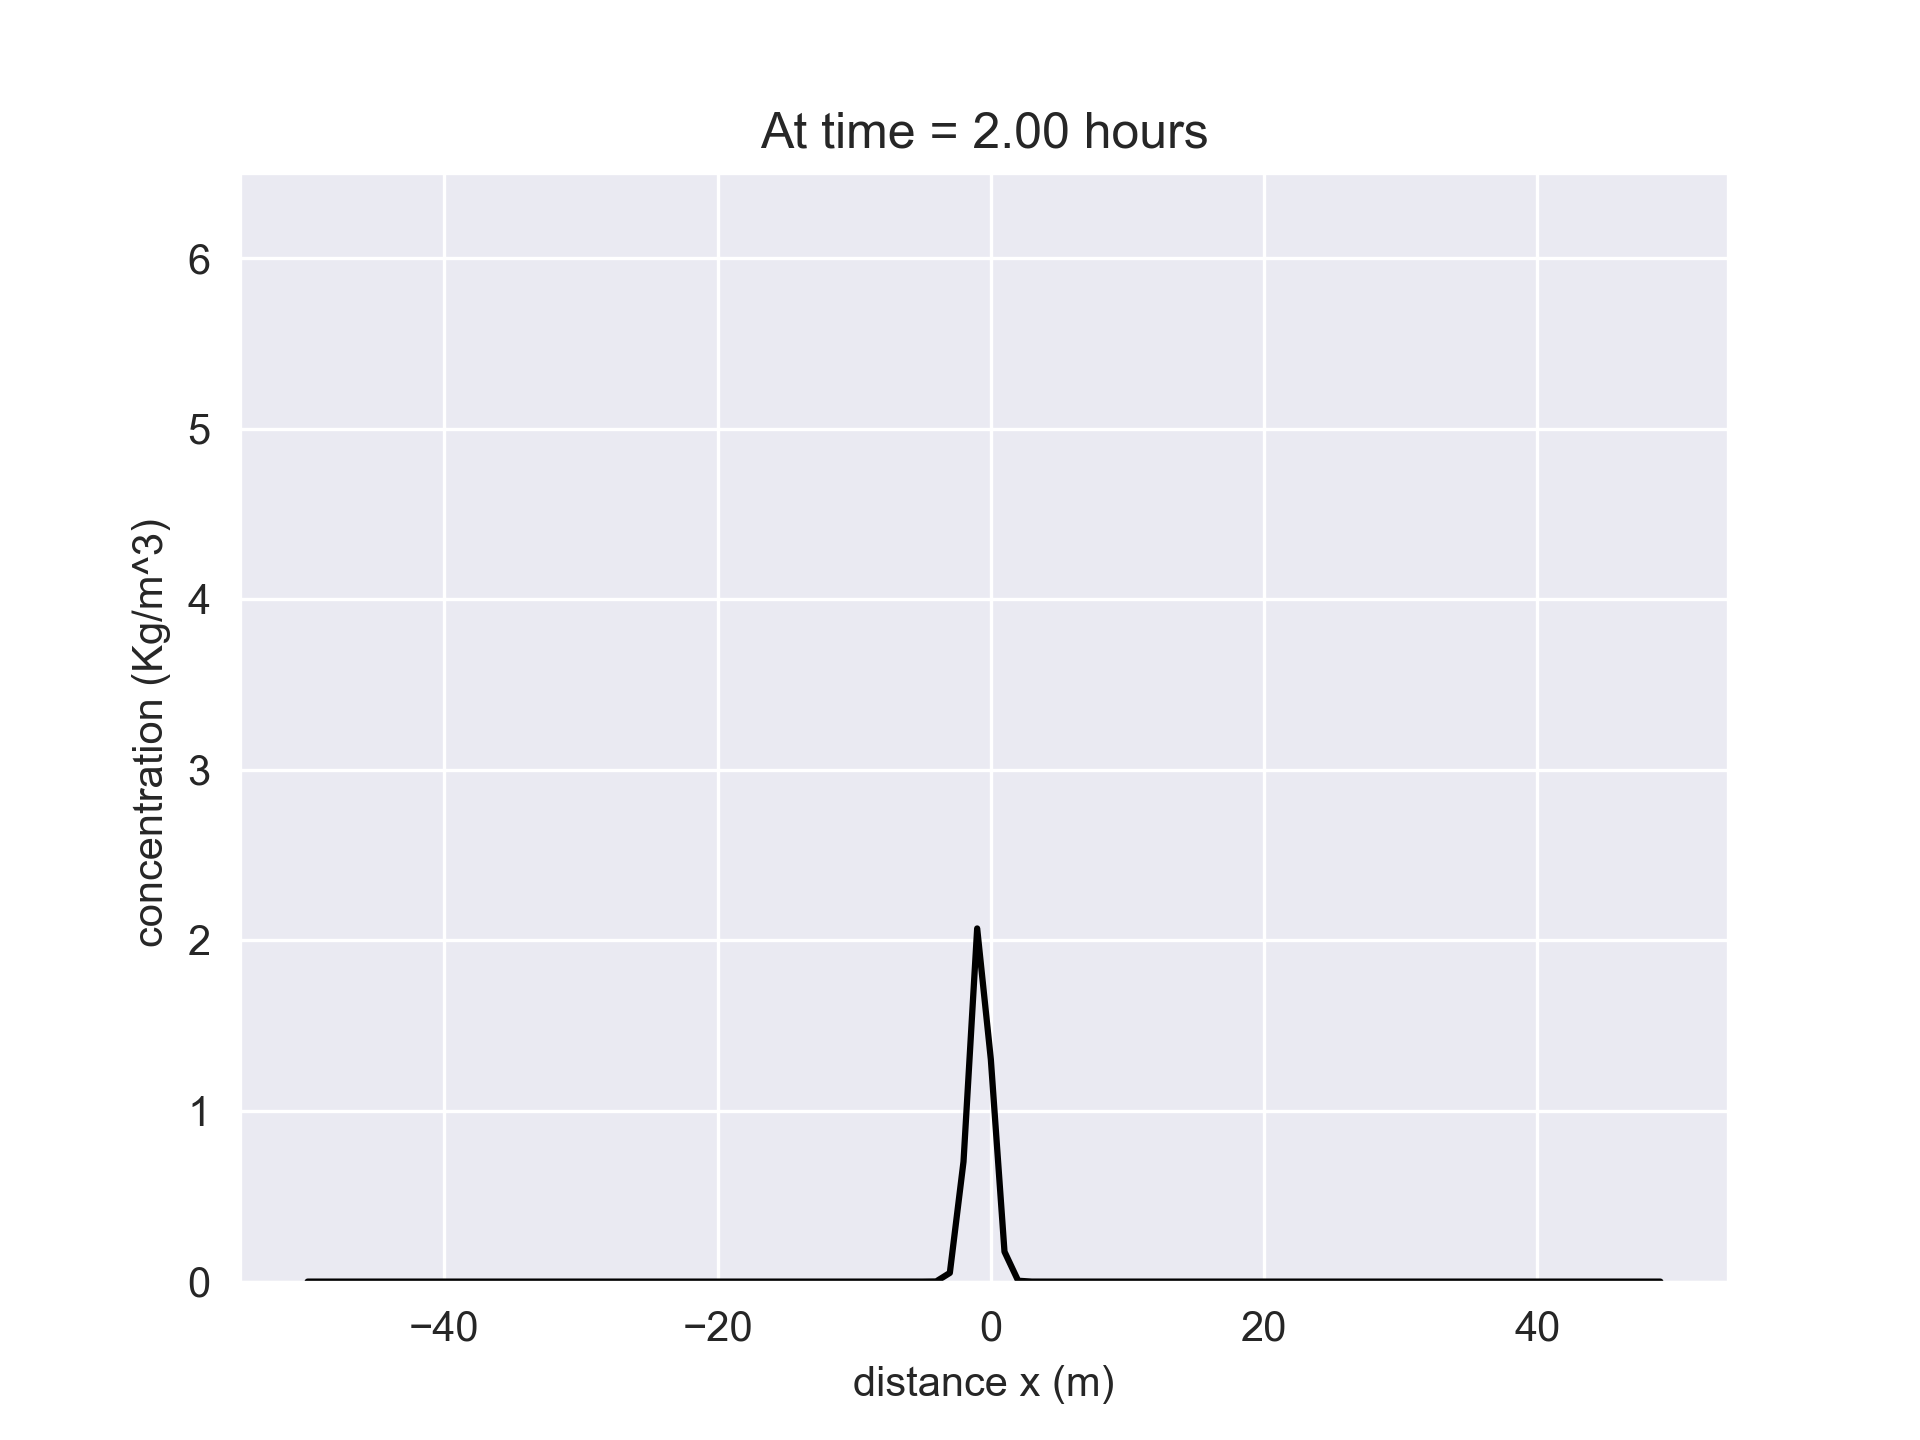 At time = 2.00 hours
6
5
4
3
2
1
0
concentration (Kg/m^3)
−40 −20 0 20 40
distance x (m)